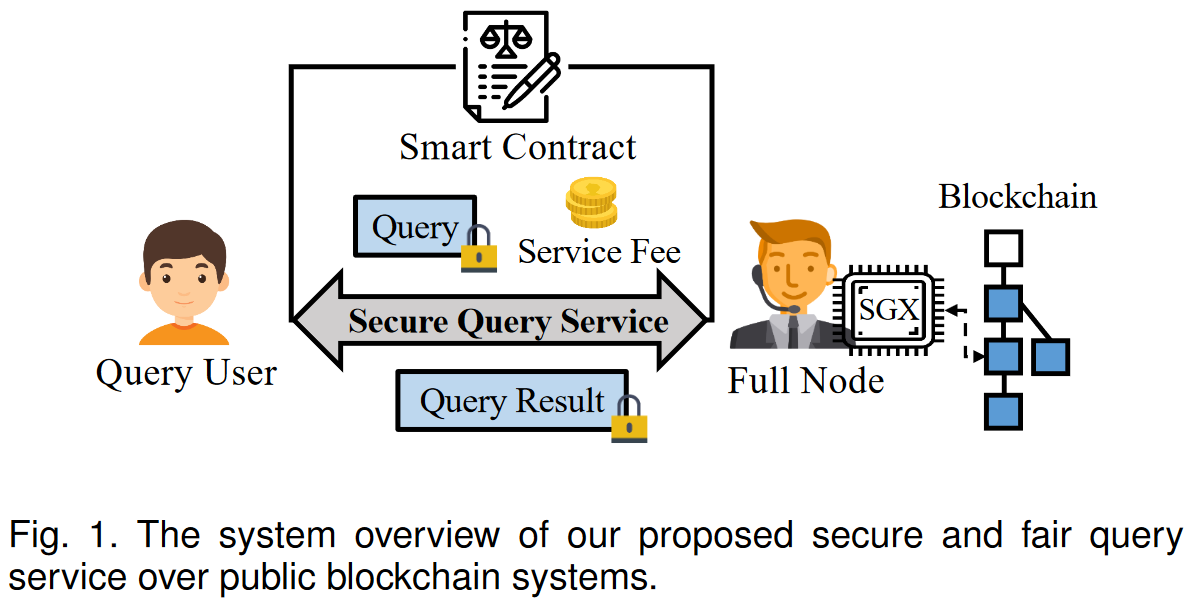 Smart Contract
Query
Service Fee
Blockchain
Secure Query Service
SGX
Query User
Query Result
Full Node
Fig. 1. The system overview of our proposed secure and fair query
service over public blockchain systems.